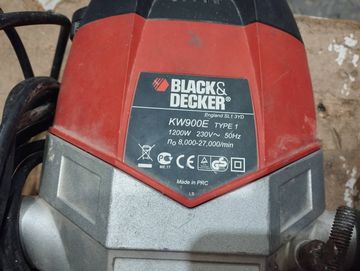 BLACK&
DECKER®
England SL1 3YD
KW900E TYPE 1
1200W 230V~ 50Hz
n₀ 8,000-27,000/min
Made in PRC